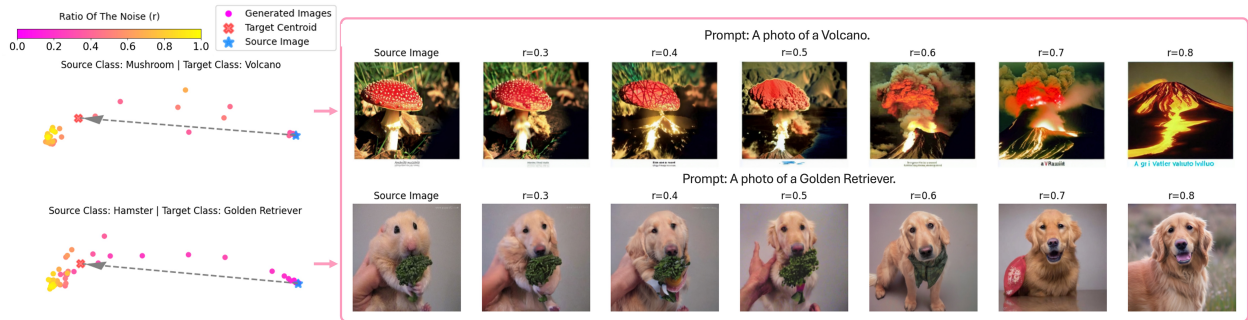 Ratio Of The Noise (r)
0.0 0.2 0.4 0.6 0.8 1.0
Generated Images
Target Centroid
Source Image
Source Class: Mushroom | Target Class: Volcano
Source Class: Hamster | Target Class: Golden Retriever
Prompt: A photo of a Volcano.
Source Image r=0.3 r=0.4 r=0.5 r=0.6 r=0.7 r=0.8
Prompt: A photo of a Golden Retriever.
Source Image r=0.3 r=0.4 r=0.5 r=0.6 r=0.7 r=0.8